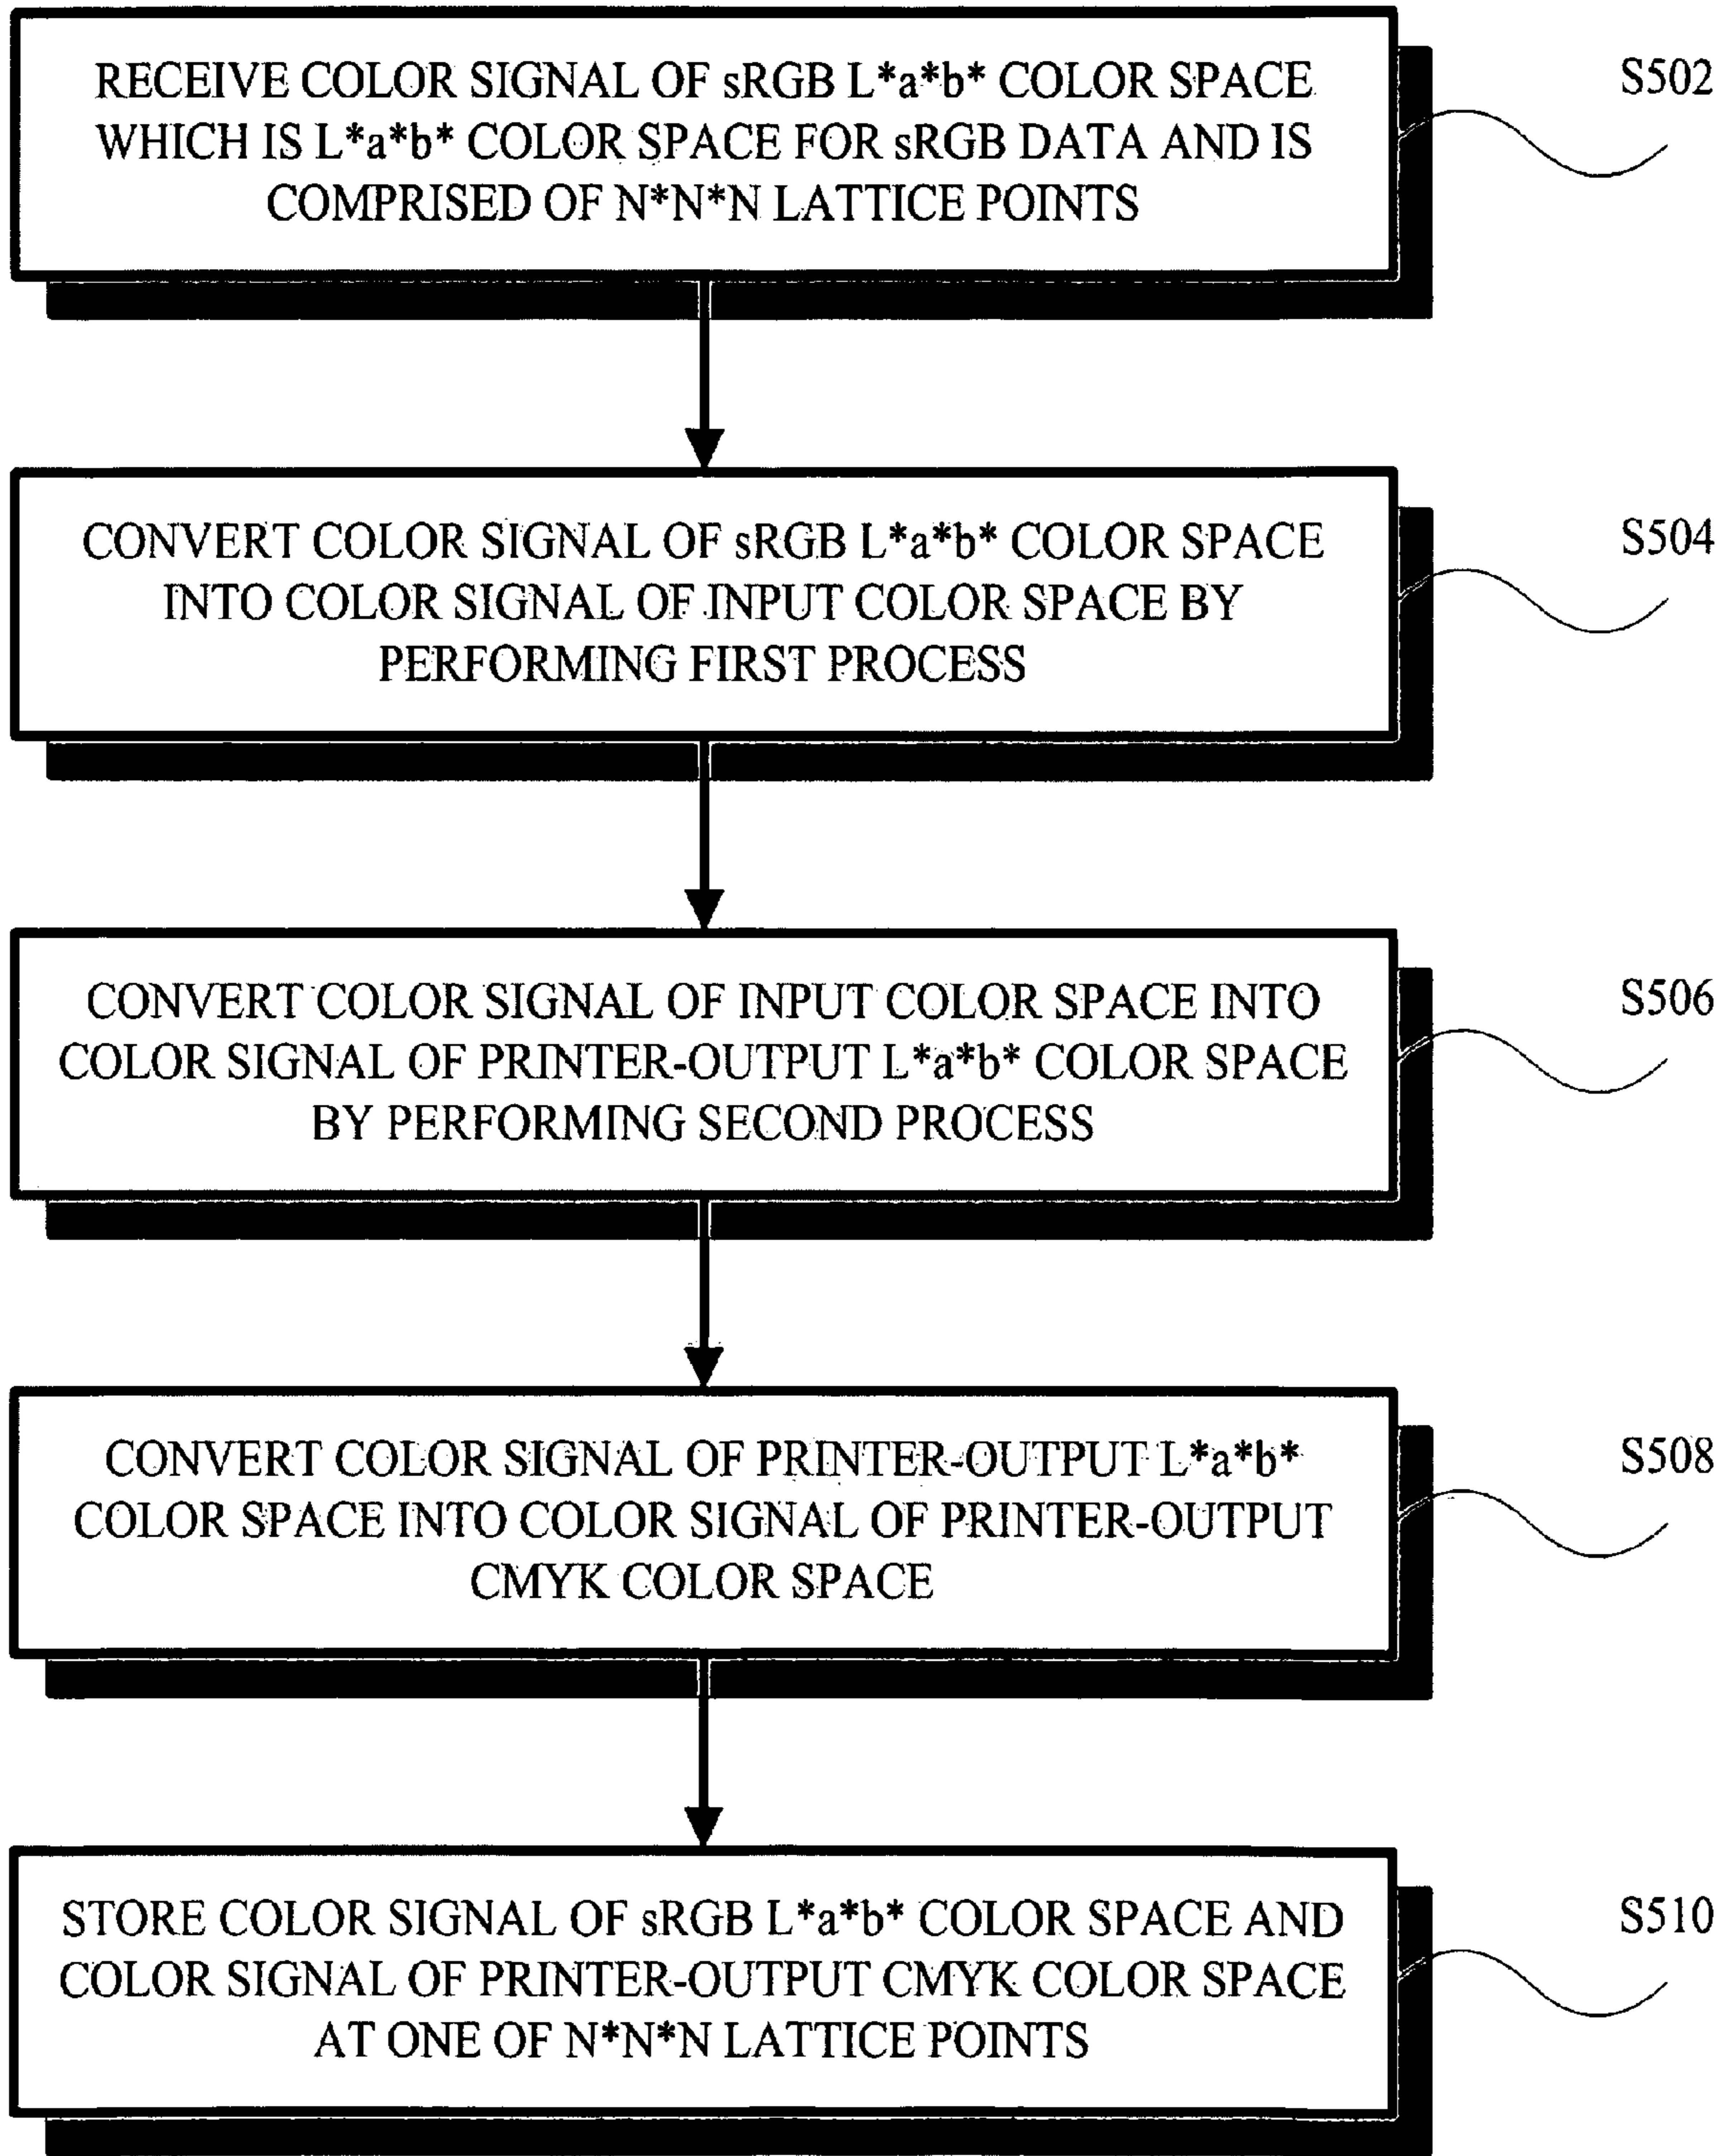 RECEIVE COLOR SIGNAL OF sRGB L*a*b* COLOR SPACE
WHICH IS L*a*b* COLOR SPACE FOR sRGB DATA AND IS
COMPRISED OF N*N*N LATTICE POINTS
S502
CONVERT COLOR SIGNAL OF sRGB L*a*b* COLOR SPACE
INTO COLOR SIGNAL OF INPUT COLOR SPACE BY
PERFORMING FIRST PROCESS
S504
CONVERT COLOR SIGNAL OF INPUT COLOR SPACE INTO
COLOR SIGNAL OF PRINTER-OUTPUT L*a*b* COLOR SPACE
BY PERFORMING SECOND PROCESS
S506
CONVERT COLOR SIGNAL OF PRINTER-OUTPUT L*a*b*
COLOR SPACE INTO COLOR SIGNAL OF PRINTER-OUTPUT
CMYK COLOR SPACE
S508
STORE COLOR SIGNAL OF sRGB L*a*b* COLOR SPACE AND
COLOR SIGNAL OF PRINTER-OUTPUT CMYK COLOR SPACE
AT ONE OF N*N*N LATTICE POINTS
S510